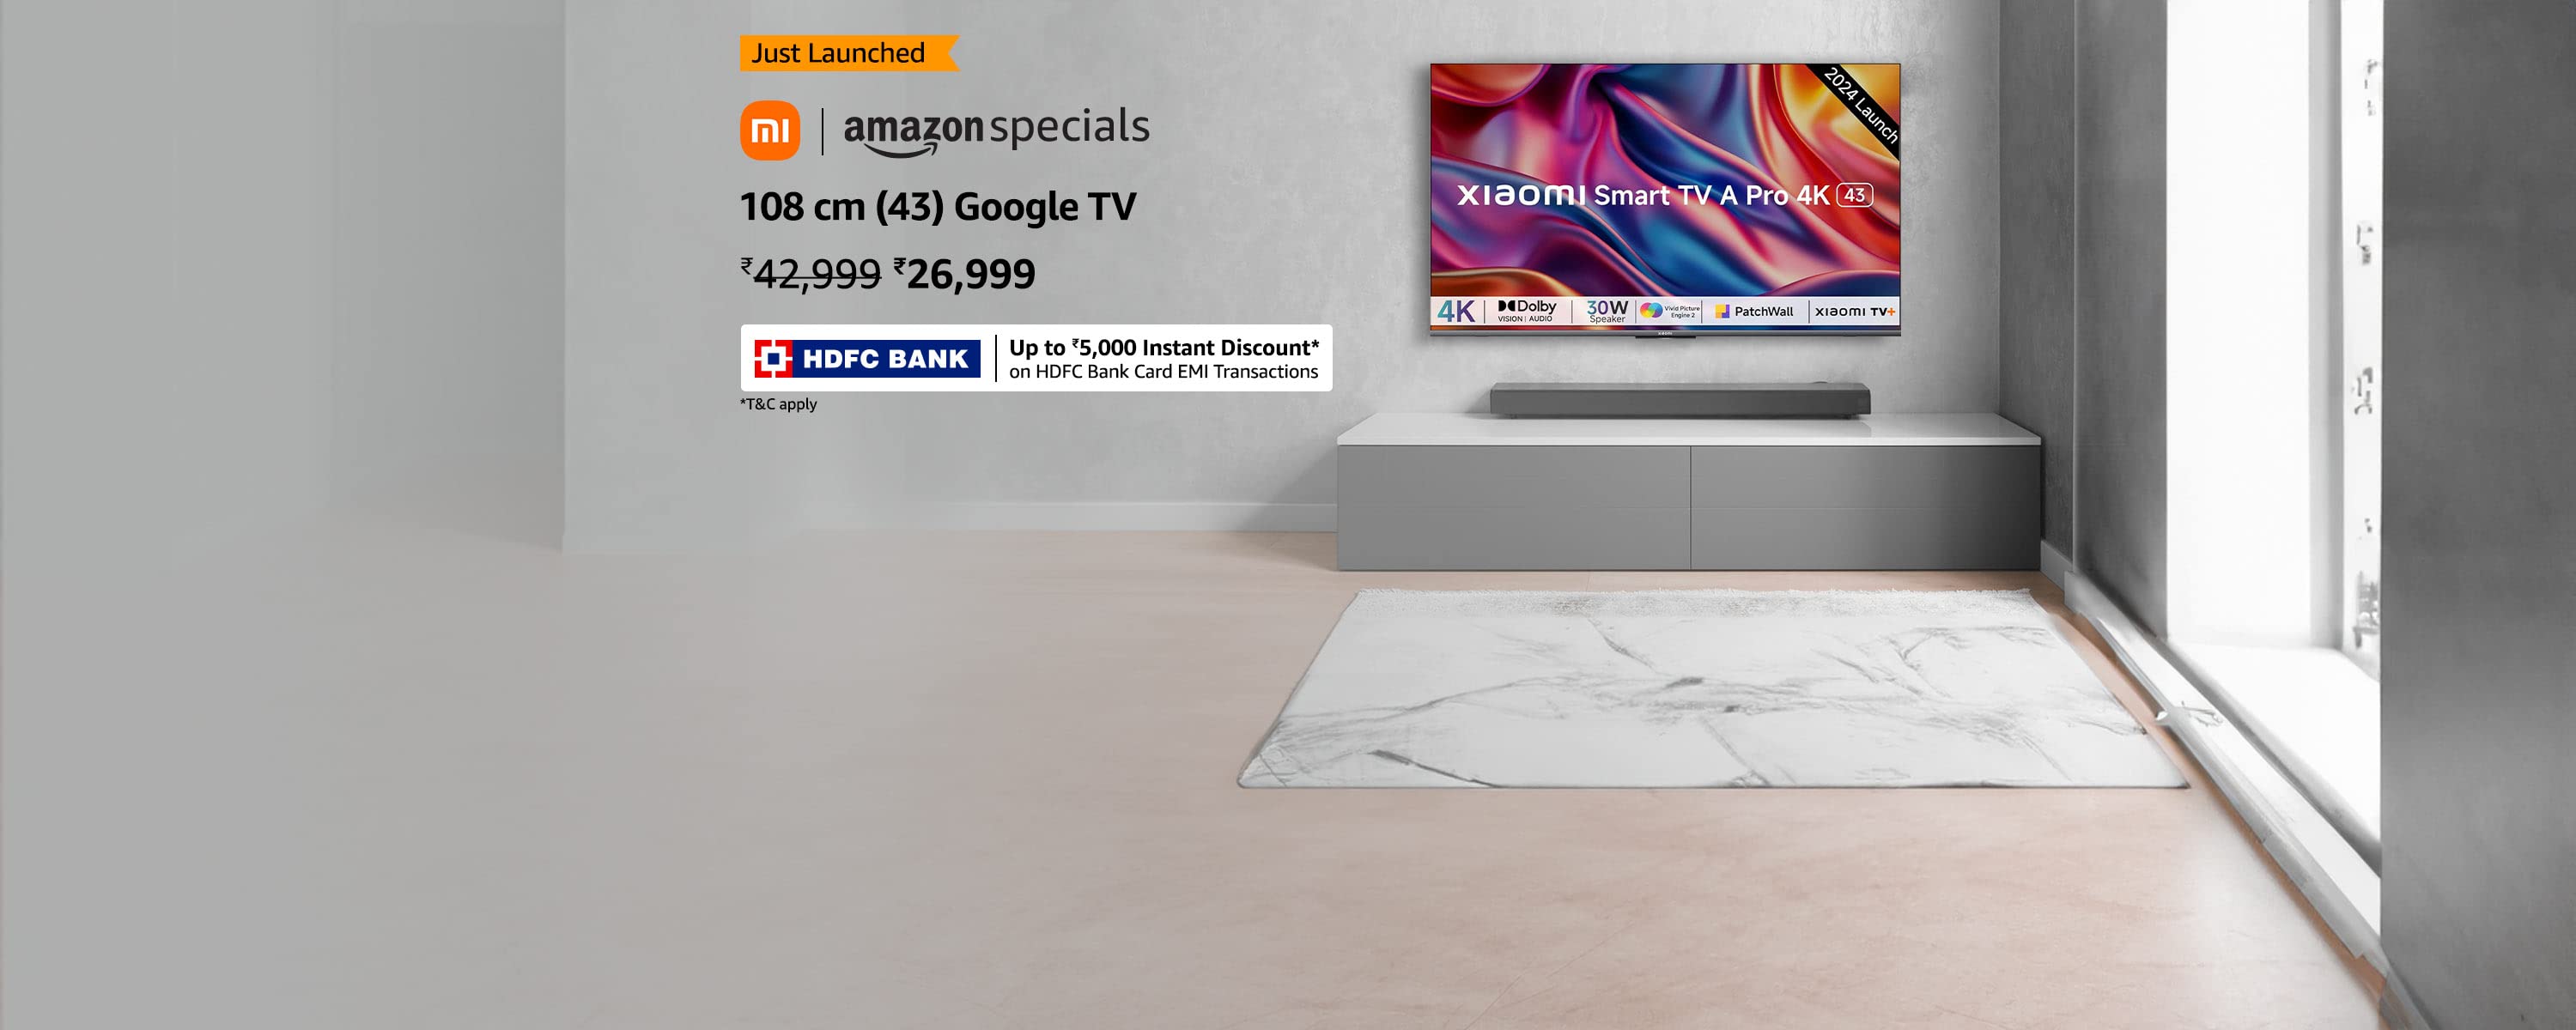 Just Launched
mi | amazon specials
108 cm (43) Google TV
₹42,999 ₹26,999
HDFC BANK
Up to ₹5,000 Instant Discount*
on HDFC Bank Card EMI Transactions
*T&C apply
2024 Launch
xiaomi Smart TV A Pro 4K 43
4K
Dolby
VISION | AUDIO
30W
Speaker
Vivid Picture
Engine 2
PatchWall
xiaomi TV+
xiaomi